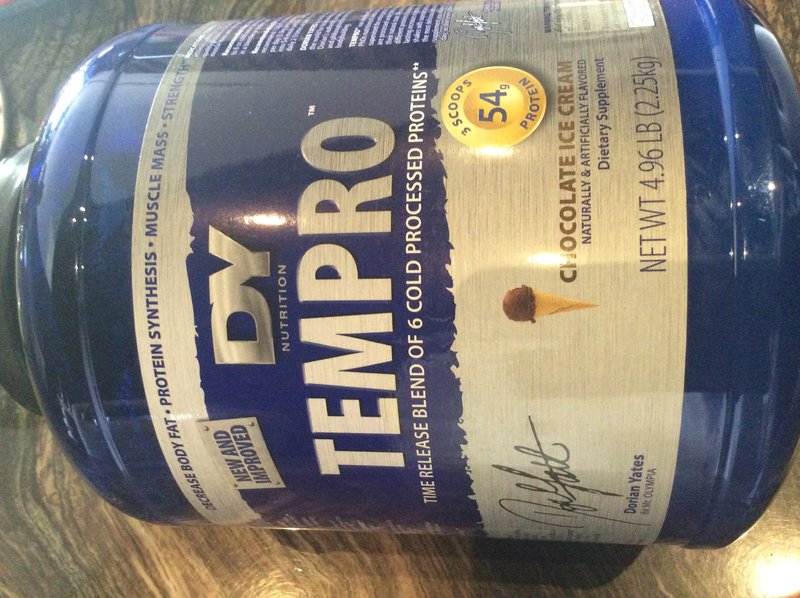 DECREASE BODY FAT • PROTEIN SYNTHESIS • MUSCLE MASS • STRENGTH
NEW AND
IMPROVED
DY
NUTRITION
TEMPRO™
TIME RELEASE BLEND OF 6 COLD PROCESSED PROTEINS**
3 SCOOPS
54g
PROTEIN
CHOCOLATE ICE CREAM
NATURALLY & ARTIFICIALLY FLAVORED
Dietary Supplement
Dorian Yates
6x Mr. OLYMPIA
NET WT 4.96 LB (2.25kg)